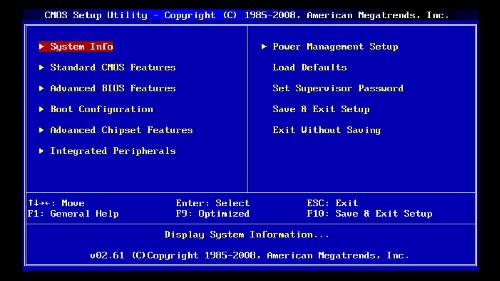 CMOS Setup Utility - Copyright (C) 1985-2008, American Megatrends, Inc.
► System Info
► Standard CMOS Features
► Advanced BIOS Features
► Boot Configuration
► Advanced Chipset Features
► Integrated Peripherals
► Power Management Setup
Load Defaults
Set Supervisor Password
Save & Exit Setup
Exit Without Saving
↑↓→←: Move Enter: Select ESC: Exit
F1: General Help F9: Optimized F10: Save & Exit Setup
Display System Information...
v02.61 (C)Copyright 1985-2008, American Megatrends, Inc.